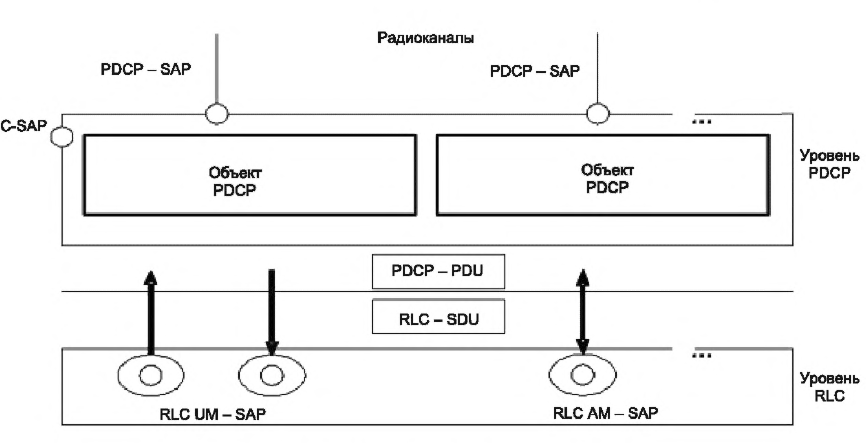 Радиоканалы
PDCP – SAP
PDCP – SAP
C-SAP
Объект
PDCP
Объект
PDCP
Уровень
PDCP
PDCP – PDU
RLC – SDU
Уровень
RLC
RLC UM – SAP
RLC AM – SAP